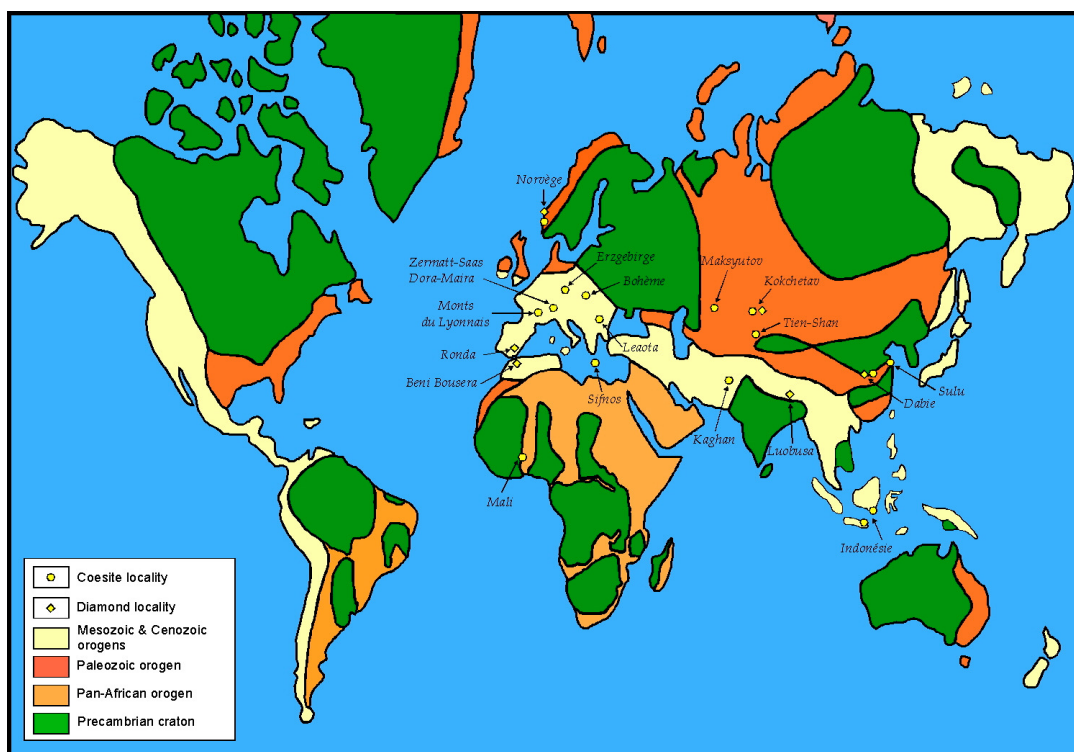 Norvège
Zermatt-Saas
Dora-Maira
Erzgebirge
Bohème
Monts
du Lyonnais
Ronda
Beni Bousera
Leaota
Sifnos
Maksyutov
Kokchetav
Tien-Shan
Sulu
Dabie
Kaghan
Luobusa
Mali
Indonésie
Coesite locality
Diamond locality
Mesozoic & Cenozoic
orogens
Paleozoic orogen
Pan-African orogen
Precambrian craton